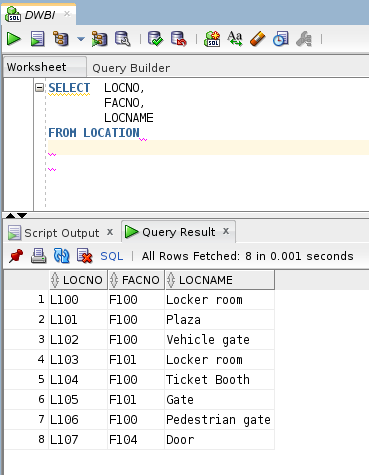 DWBI
SQL
Aa
Worksheet Query Builder
SELECT LOCNO,
FACNO,
LOCNAME
FROM LOCATION
Script Output x Query Result x
SQL | All Rows Fetched: 8 in 0.001 seconds
LOCNO FACNO LOCNAME
1 L100 F100 Locker room
2 L101 F100 Plaza
3 L102 F100 Vehicle gate
4 L103 F101 Locker room
5 L104 F100 Ticket Booth
6 L105 F101 Gate
7 L106 F100 Pedestrian gate
8 L107 F104 Door